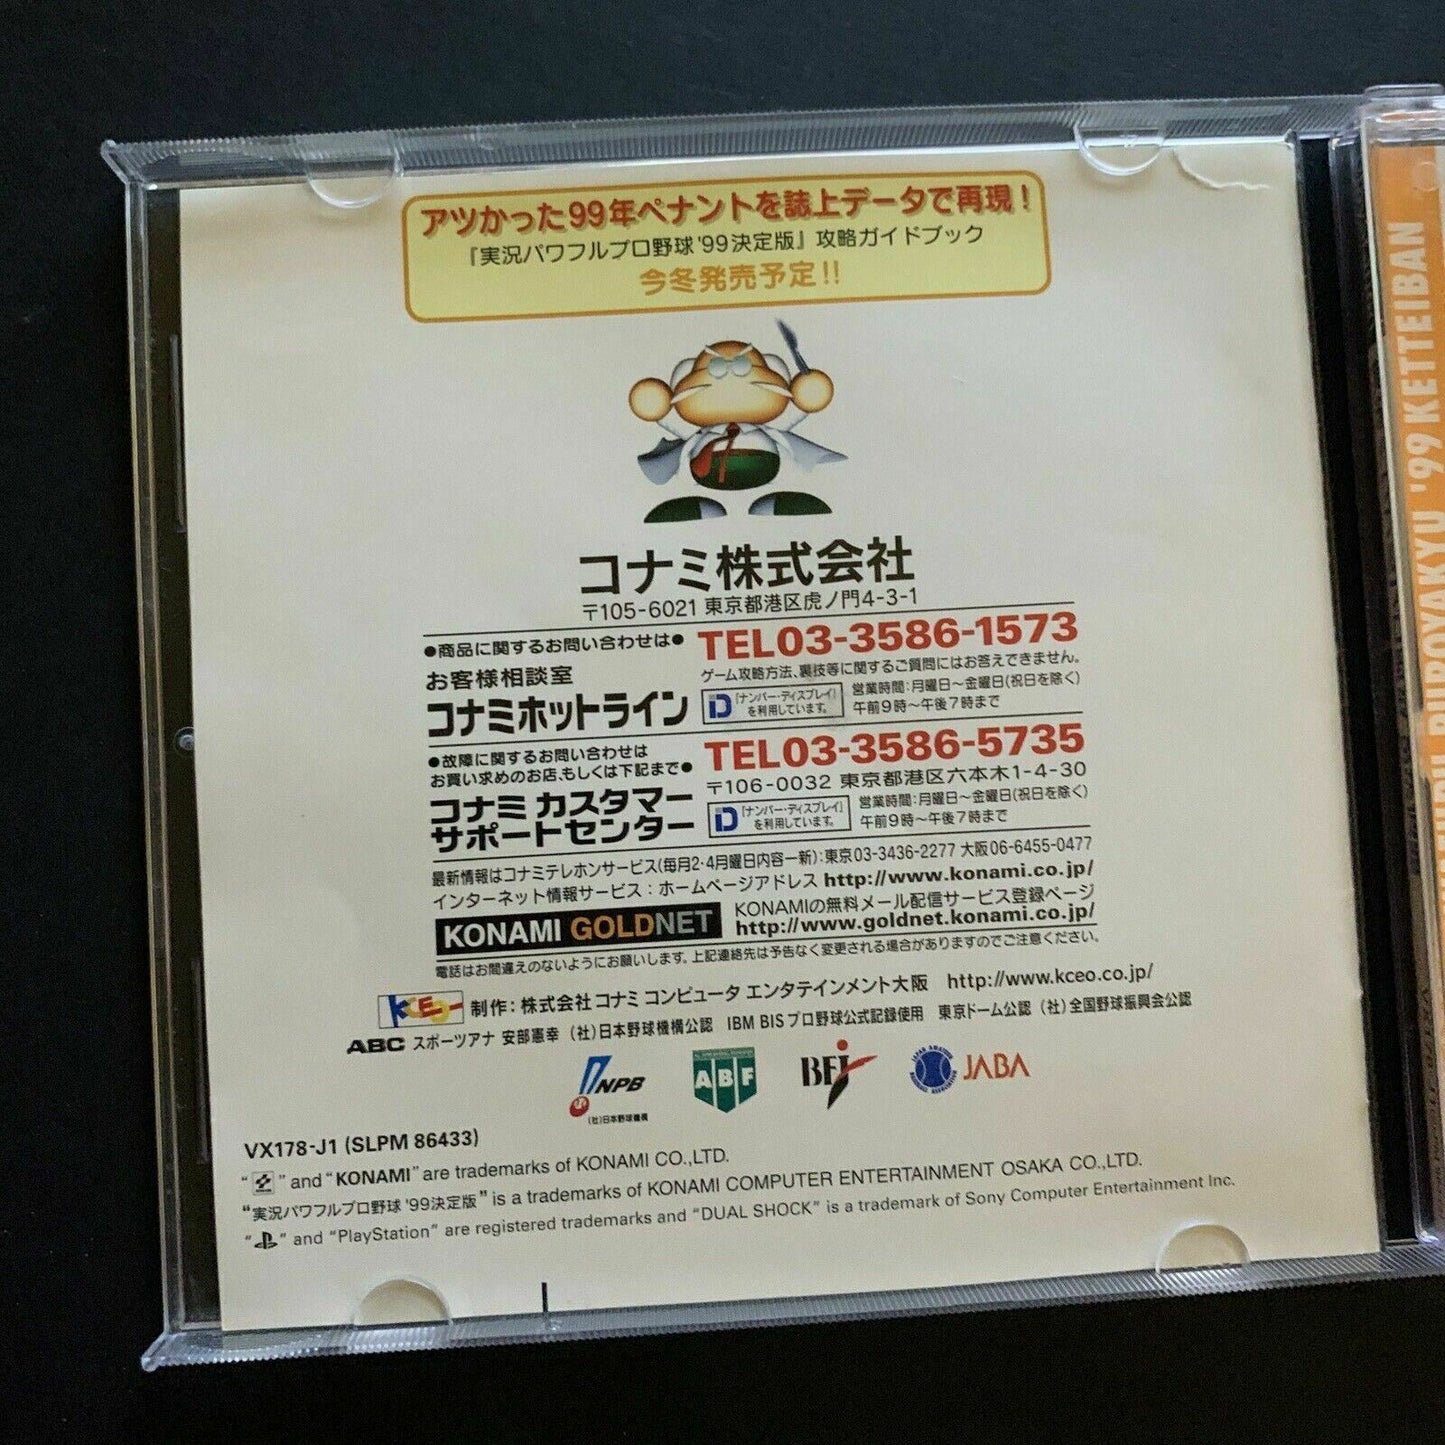 アツかった99年ペナントを誌上データで再現!
『実況パワフルプロ野球'99決定版』攻略ガイドブック
今冬発売予定!!
コナミ株式会社
〒105-6021 東京都港区虎ノ門4-3-1
●商品に関するお問い合わせは●
お客様相談室
コナミホットライン
TEL03-3586-1573
ゲーム攻略方法、裏技等に関するご質問にはお答えできません。
D 「ナンバー・ディスプレイ」を利用しています。
営業時間:月曜日〜金曜日(祝日を除く)
午前9時〜午後7時まで
●故障に関するお問い合わせは
お買い求めのお店、もしくは下記まで●
コナミ カスタマー
サポートセンター
TEL03-3586-5735
〒106-0032 東京都港区六本木1-4-30
D 「ナンバー・ディスプレイ」を利用しています。
営業時間:月曜日〜金曜日(祝日を除く)
午前9時〜午後7時まで
最新情報はコナミテレホンサービス(毎月2・4月曜日内容一新):東京03-3436-2277 大阪06-6455-0477
インターネット情報サービス:ホームページアドレス http://www.konami.co.jp/
KONAMI GOLDNET
KONAMIの無料メール配信サービス登録ページ
http://www.goldnet.konami.co.jp/
電話はお間違えのないようにお願いします。上記連絡先は予告なく変更される場合がありますのでご注意ください。
KCEO 制作:株式会社 コナミ コンピュータ エンタテインメント大阪 http://www.kceo.co.jp/
ABC スポーツアナ 安部憲幸 (社)日本野球機構公認 IBM BISプロ野球公式記録使用 東京ドーム公認 (社)全国野球振興会公認
NPB
(社)日本野球機構
ABF
BFJ
JABA
VX178-J1 (SLPM 86433)
" " and "KONAMI" are trademarks of KONAMI CO.,LTD.
"実況パワフルプロ野球 '99決定版" is a trademarks of KONAMI COMPUTER ENTERTAINMENT OSAKA CO.,LTD.
" " and "PlayStation" are registered trademarks and "DUAL SHOCK" is a trademark of Sony Computer Entertainment Inc.
PUROYAKYU '99 KETTEIBAN